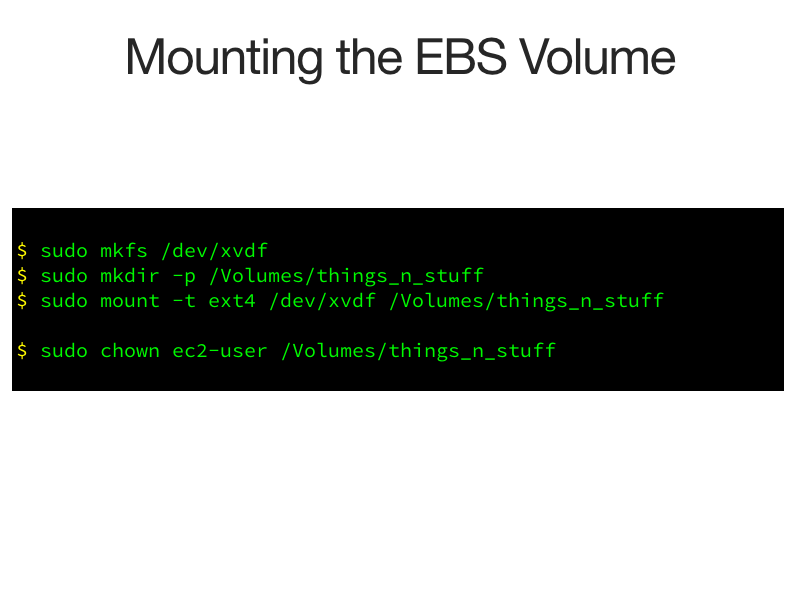 Mounting the EBS Volume
$ sudo mkfs /dev/xvdf
$ sudo mkdir -p /Volumes/things_n_stuff
$ sudo mount -t ext4 /dev/xvdf /Volumes/things_n_stuff
$ sudo chown ec2-user /Volumes/things_n_stuff